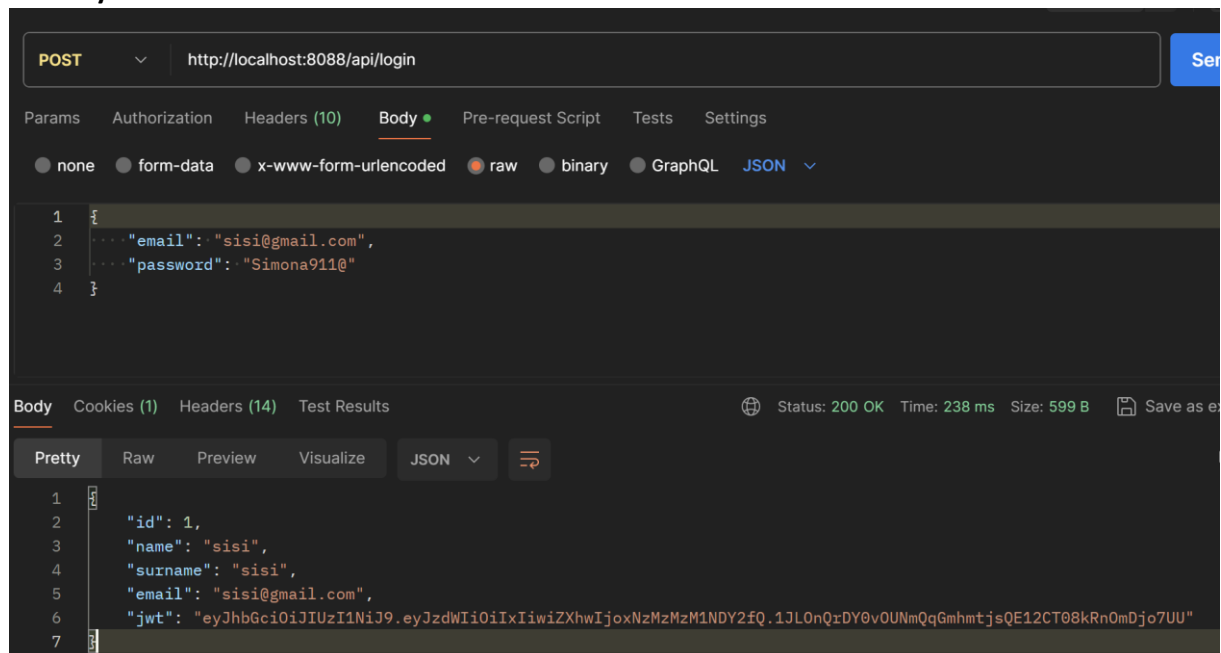 POST http://localhost:8088/api/login
Params Authorization Headers (10) Body Pre-request Script Tests Settings
none form-data x-www-form-urlencoded raw binary GraphQL JSON
1 {
2 ····"email":·"sisi@gmail.com",
3 ····"password":·"Simona911@"
4 }
Body Cookies (1) Headers (14) Test Results Status: 200 OK Time: 238 ms Size: 599 B Save as
Pretty Raw Preview Visualize JSON
1 {
2 "id": 1,
3 "name": "sisi",
4 "surname": "sisi",
5 "email": "sisi@gmail.com",
6 "jwt": "eyJhbGciOiJIUzI1NiJ9.eyJzdWIiOiIxIiwiZXhwIjoxNzMzMzM1NDY2fQ.1JLOnQrDY0vOUNmQqGmhmtjsQE12CT08kRnOmDjo7UU"
7 }